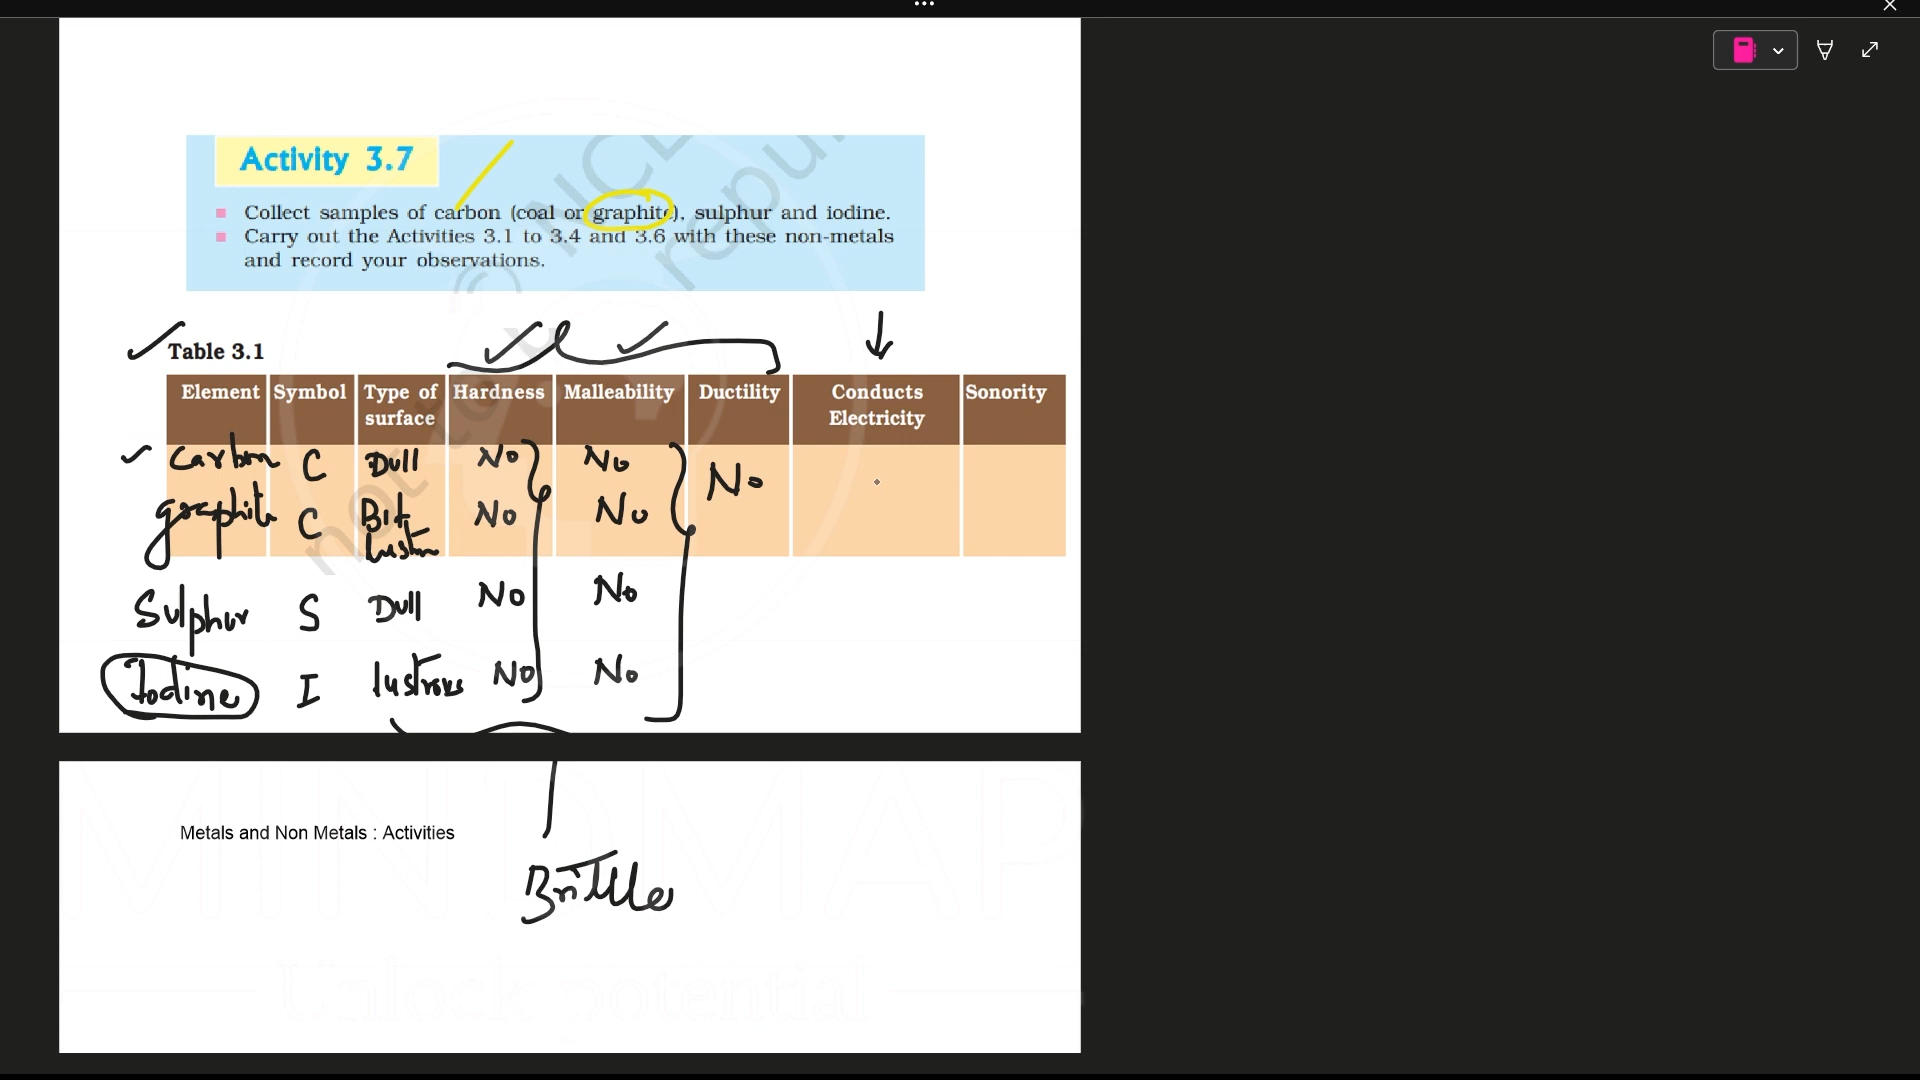 Activity 3.7
Collect samples of carbon (coal or graphite), sulphur and iodine.
Carry out the Activities 3.1 to 3.4 and 3.6 with these non-metals
and record your observations.
Table 3.1
Element Symbol Type of surface Hardness Malleability Ductility Conducts Electricity Sonority
Carbon C Dull No No No
graphite C Bit No No
Sulphur S Dull No No
Iodine I lustrous No No
MINDMAP
Metals and Non Metals : Activities
Brittle
Unlock potential